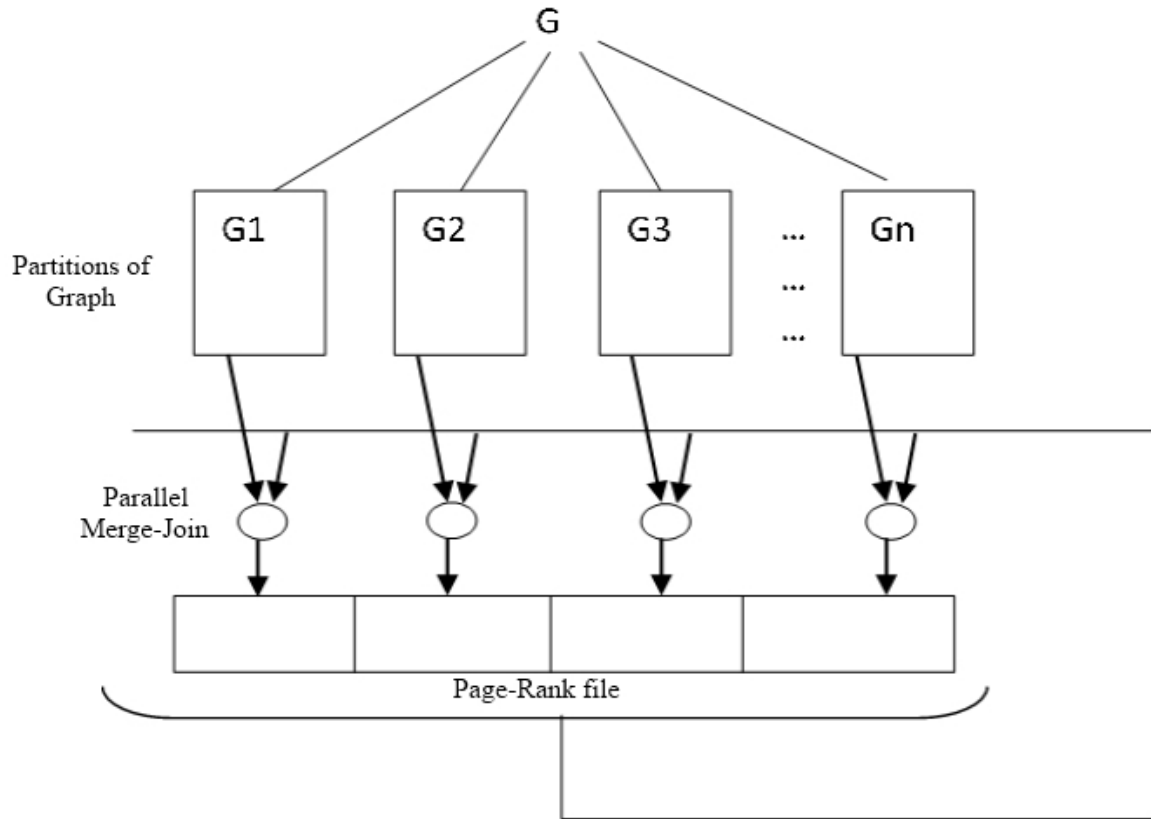 G
G1 G2 G3 ... Gn
...
...
Partitions of
Graph
Parallel
Merge-Join
Page-Rank file